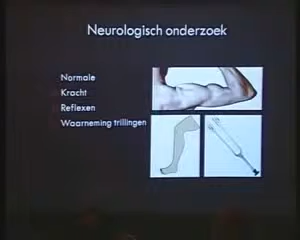 Neurologisch onderzoek
Normale
Kracht
Reflexen
Waarneming trillingen